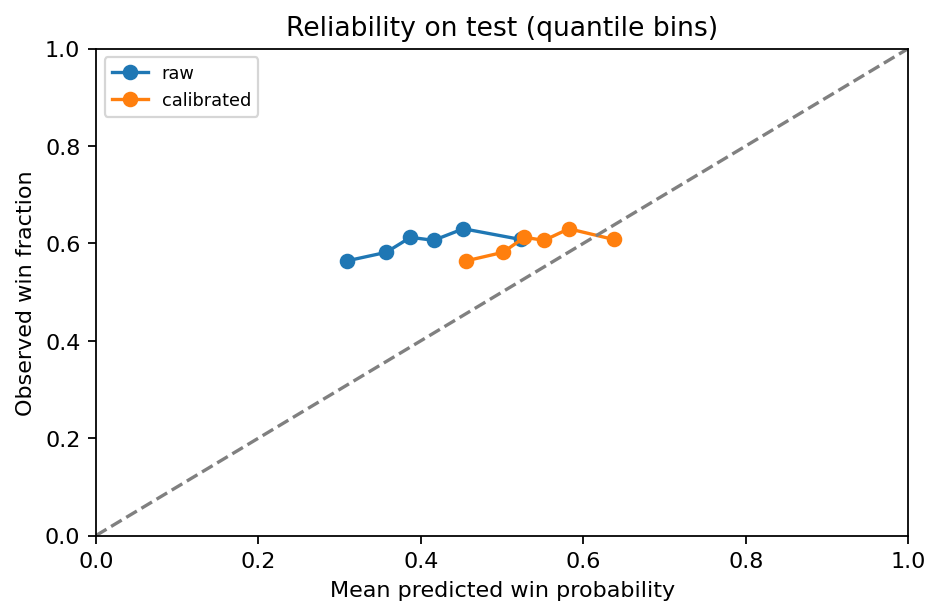 Reliability on test (quantile bins)
raw
calibrated
Observed win fraction
1.0
0.8
0.6
0.4
0.2
0.0
0.0 0.2 0.4 0.6 0.8 1.0
Mean predicted win probability